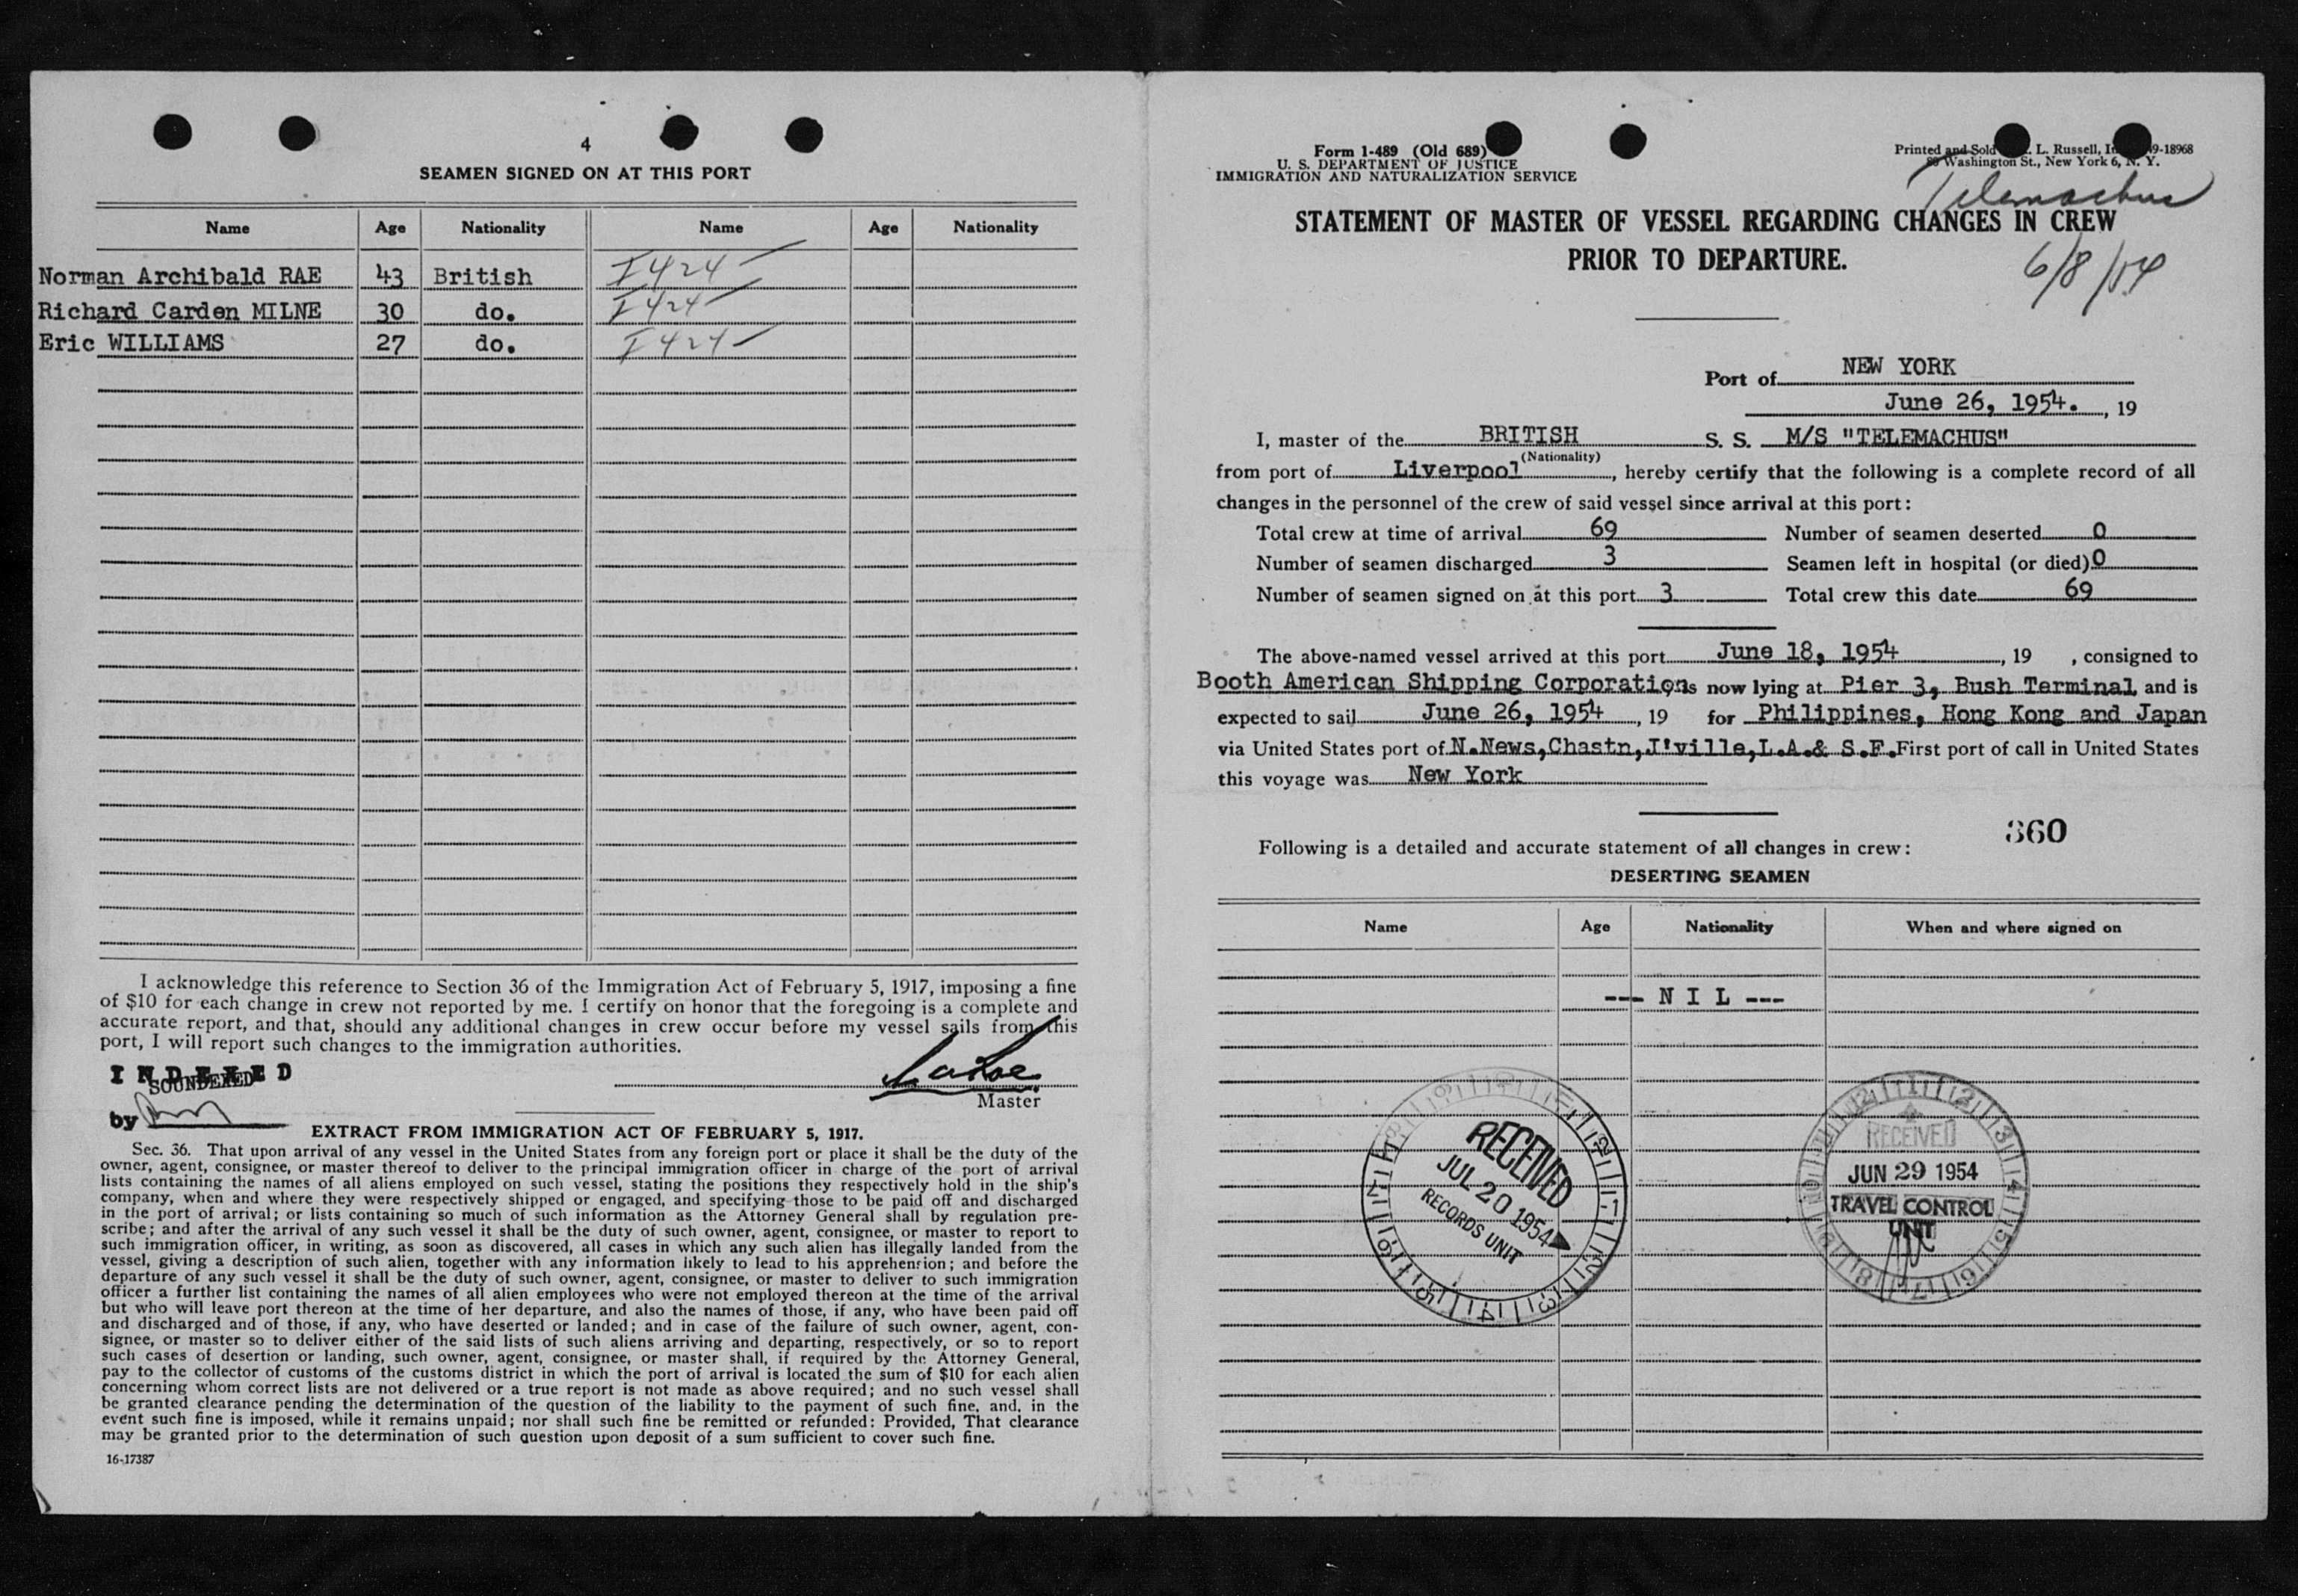 4
SEAMEN SIGNED ON AT THIS PORT
Name Age Nationality Name Age Nationality
Norman Archibald RAE 43 British I 424
Richard Carden MILNE 30 do. I 424
Eric WILLIAMS 27 do. I 424
I acknowledge this reference to Section 36 of the Immigration Act of February 5, 1917, imposing a fine
of $10 for each change in crew not reported by me. I certify on honor that the foregoing is a complete and
accurate report, and that, should any additional changes in crew occur before my vessel sails from this
port, I will report such changes to the immigration authorities.
INDEXED
SOUNDEXED
Master
by
EXTRACT FROM IMMIGRATION ACT OF FEBRUARY 5, 1917.
Sec. 36. That upon arrival of any vessel in the United States from any foreign port or place it shall be the duty of the
owner, agent, consignee, or master thereof to deliver to the principal immigration officer in charge of the port of arrival
lists containing the names of all aliens employed on such vessel, stating the positions they respectively hold in the ship's
company, when and where they were respectively shipped or engaged, and specifying those to be paid off and discharged
in the port of arrival; or lists containing so much of such information as the Attorney General shall by regulation pre-
scribe; and after the arrival of any such vessel it shall be the duty of such owner, agent, consignee, or master to report to
such immigration officer, in writing, as soon as discovered, all cases in which any such alien has illegally landed from the
vessel, giving a description of such alien, together with any information likely to lead to his apprehension; and before the
departure of any such vessel it shall be the duty of such owner, agent, consignee, or master to deliver to such immigration
officer a further list containing the names of all alien employees who were not employed thereon at the time of the arrival
but who will leave port thereon at the time of her departure, and also the names of those, if any, who have been paid off
and discharged and of those, if any, who have deserted or landed; and in case of the failure of such owner, agent, con-
signee, or master so to deliver either of the said lists of such aliens arriving and departing, respectively, or so to report
such cases of desertion or landing, such owner, agent, consignee, or master shall, if required by the Attorney General,
pay to the collector of customs of the customs district in which the port of arrival is located the sum of $10 for each alien
concerning whom correct lists are not delivered or a true report is not made as above required; and no such vessel shall
be granted clearance pending the determination of the question of the liability to the payment of such fine, and, in the
event such fine is imposed, while it remains unpaid; nor shall such fine be remitted or refunded: Provided, That clearance
may be granted prior to the determination of such question upon deposit of a sum sufficient to cover such fine.
16-17387
Form 1-489 (Old 689)
U. S. DEPARTMENT OF JUSTICE
IMMIGRATION AND NATURALIZATION SERVICE
Printed and Sold L. Russell, 9-18968
Washington St., New York 6, N. Y.
Telemachus
STATEMENT OF MASTER OF VESSEL REGARDING CHANGES IN CREW
PRIOR TO DEPARTURE.
6/8/54
Port of NEW YORK
June 26, 1954. , 19
I, master of the BRITISH S. S. M/S "TELEMACHUS"
(Nationality)
from port of Liverpool, hereby certify that the following is a complete record of all
changes in the personnel of the crew of said vessel since arrival at this port:
Total crew at time of arrival 69 Number of seamen deserted 0
Number of seamen discharged 3 Seamen left in hospital (or died) 0
Number of seamen signed on at this port 3 Total crew this date 69
The above-named vessel arrived at this port June 18, 1954 , 19 , consigned to
Booth American Shipping Corporation, is now lying at Pier 3, Bush Terminal and is
expected to sail June 26, 1954 , 19 for Philippines, Hong Kong and Japan
via United States port of N.News,Chastn,J'ville,L.A.& S.F. First port of call in United States
this voyage was New York
360
Following is a detailed and accurate statement of all changes in crew:
DESERTING SEAMEN
Name Age Nationality When and where signed on
--- N I L ---
RECEIVED
JUL 20 1954
RECORDS UNIT
RECEIVED
JUN 29 1954
TRAVEL CONTROL
UNIT